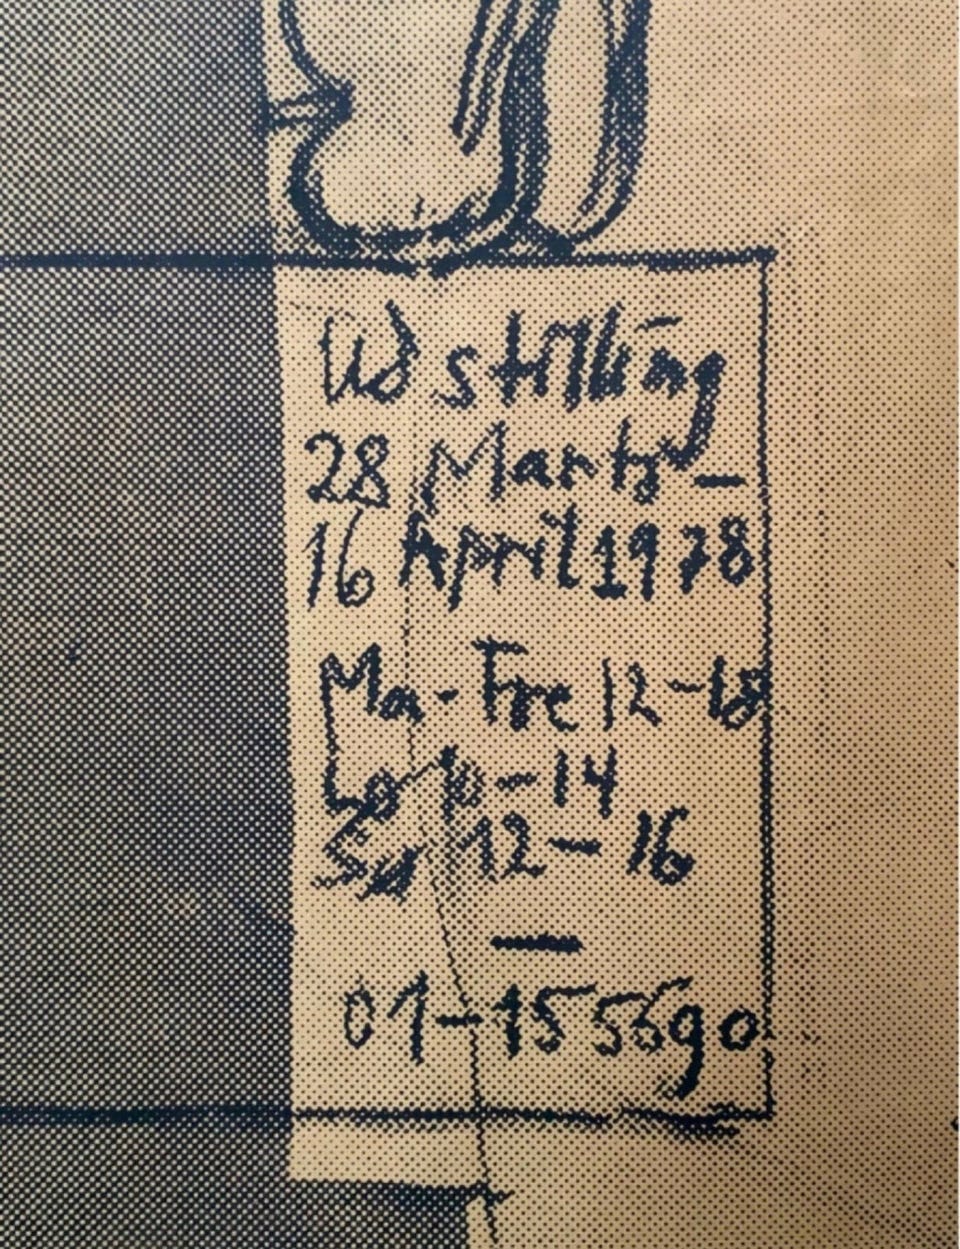 Udstilling
28 Marts –
16 April 1978
Ma - Fre 12 - 18
Lø 10 - 14
Sø 12 - 16
—
01 - 155690